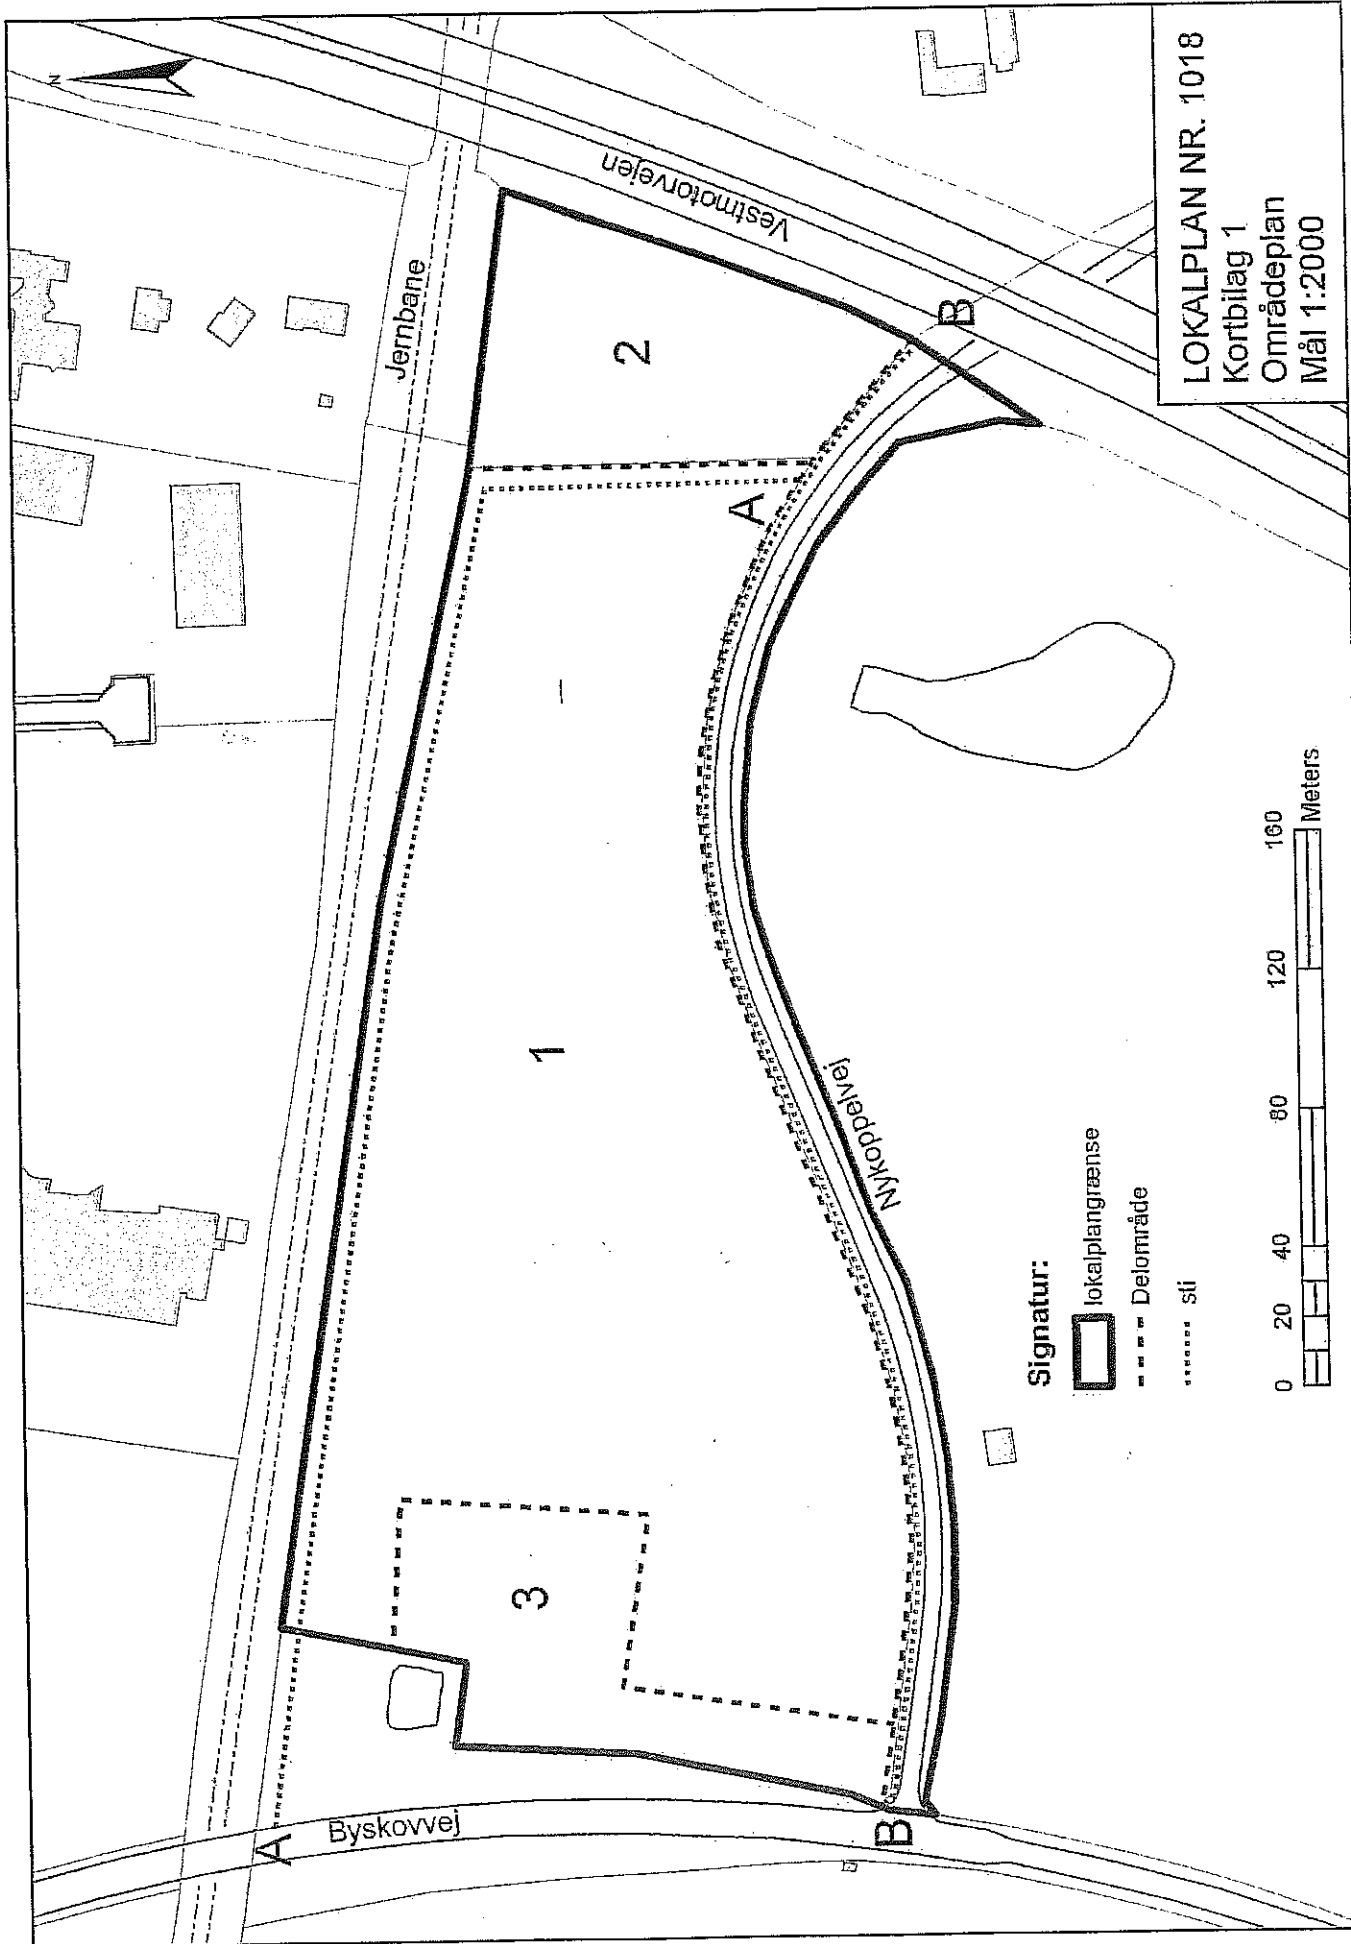 N
Jernbane
Vestmotorvejen
2
B
A
1
3
A
Byskovvej
B
Nykoppelvej
Signatur:
lokalplangrænse
Delområde
sti
0 20 40 80 120 160
Meters
LOKALPLAN NR. 1018
Kortbilag 1
Områdeplan
Mål 1:2000